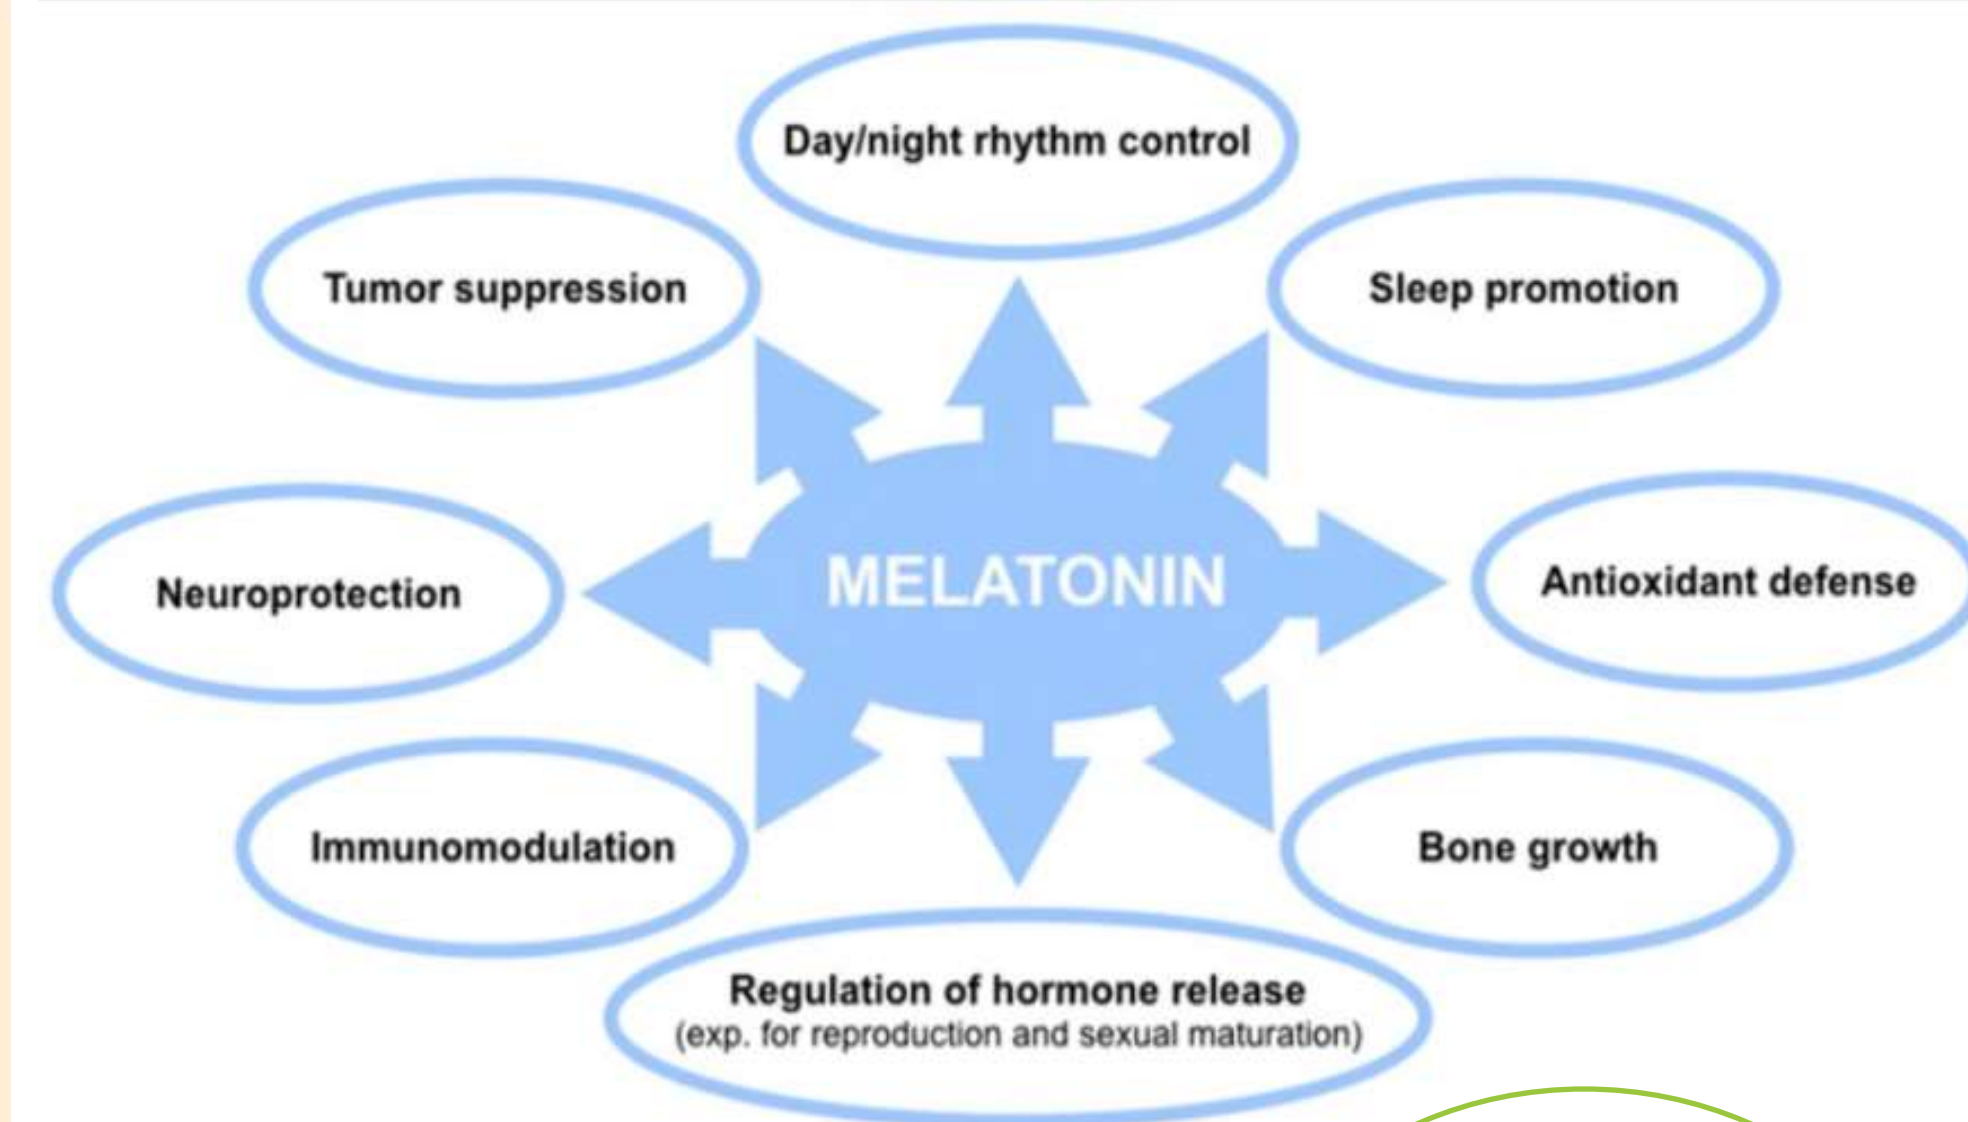 Day/night rhythm control
Tumor suppression
Sleep promotion
MELATONIN
Neuroprotection
Antioxidant defense
Immunomodulation
Bone growth
Regulation of hormone release
(exp. for reproduction and sexual maturation)